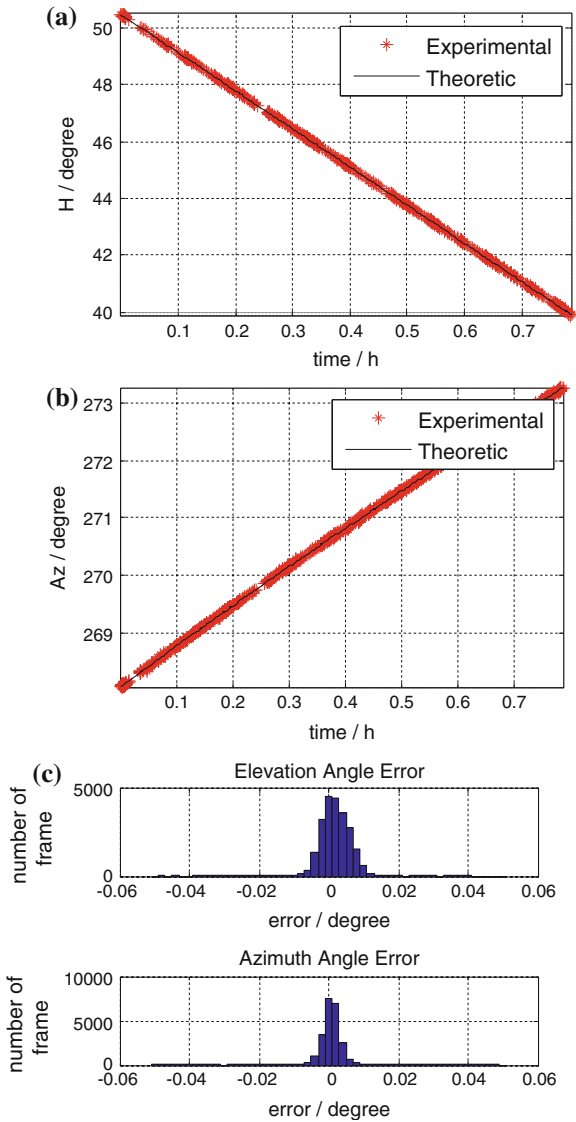 (a)
50
48
46
44
42
40
H / degree
Experimental
Theoretic
0.1 0.2 0.3 0.4 0.5 0.6 0.7
time / h
(b)
273
272
271
270
269
Az / degree
Experimental
Theoretic
0.1 0.2 0.3 0.4 0.5 0.6 0.7
time / h
(c)
Elevation Angle Error
5000
0
number of
frame
-0.06 -0.04 -0.02 0 0.02 0.04 0.06
error / degree
Azimuth Angle Error
10000
5000
0
number of
frame
-0.06 -0.04 -0.02 0 0.02 0.04 0.06
error / degree